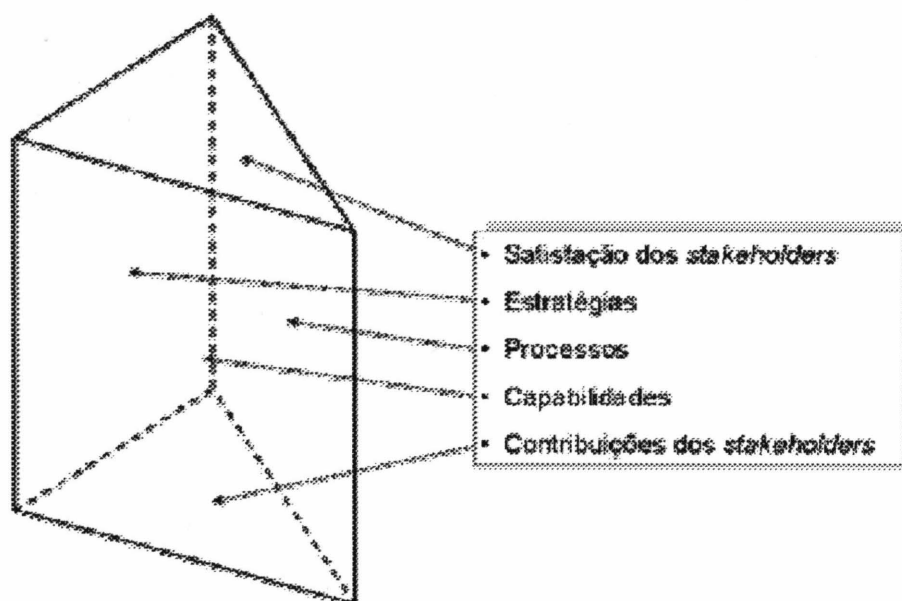 • Satisfação dos stakeholders
• Estratégias
• Processos
• Capabilidades
• Contribuições dos stakeholders